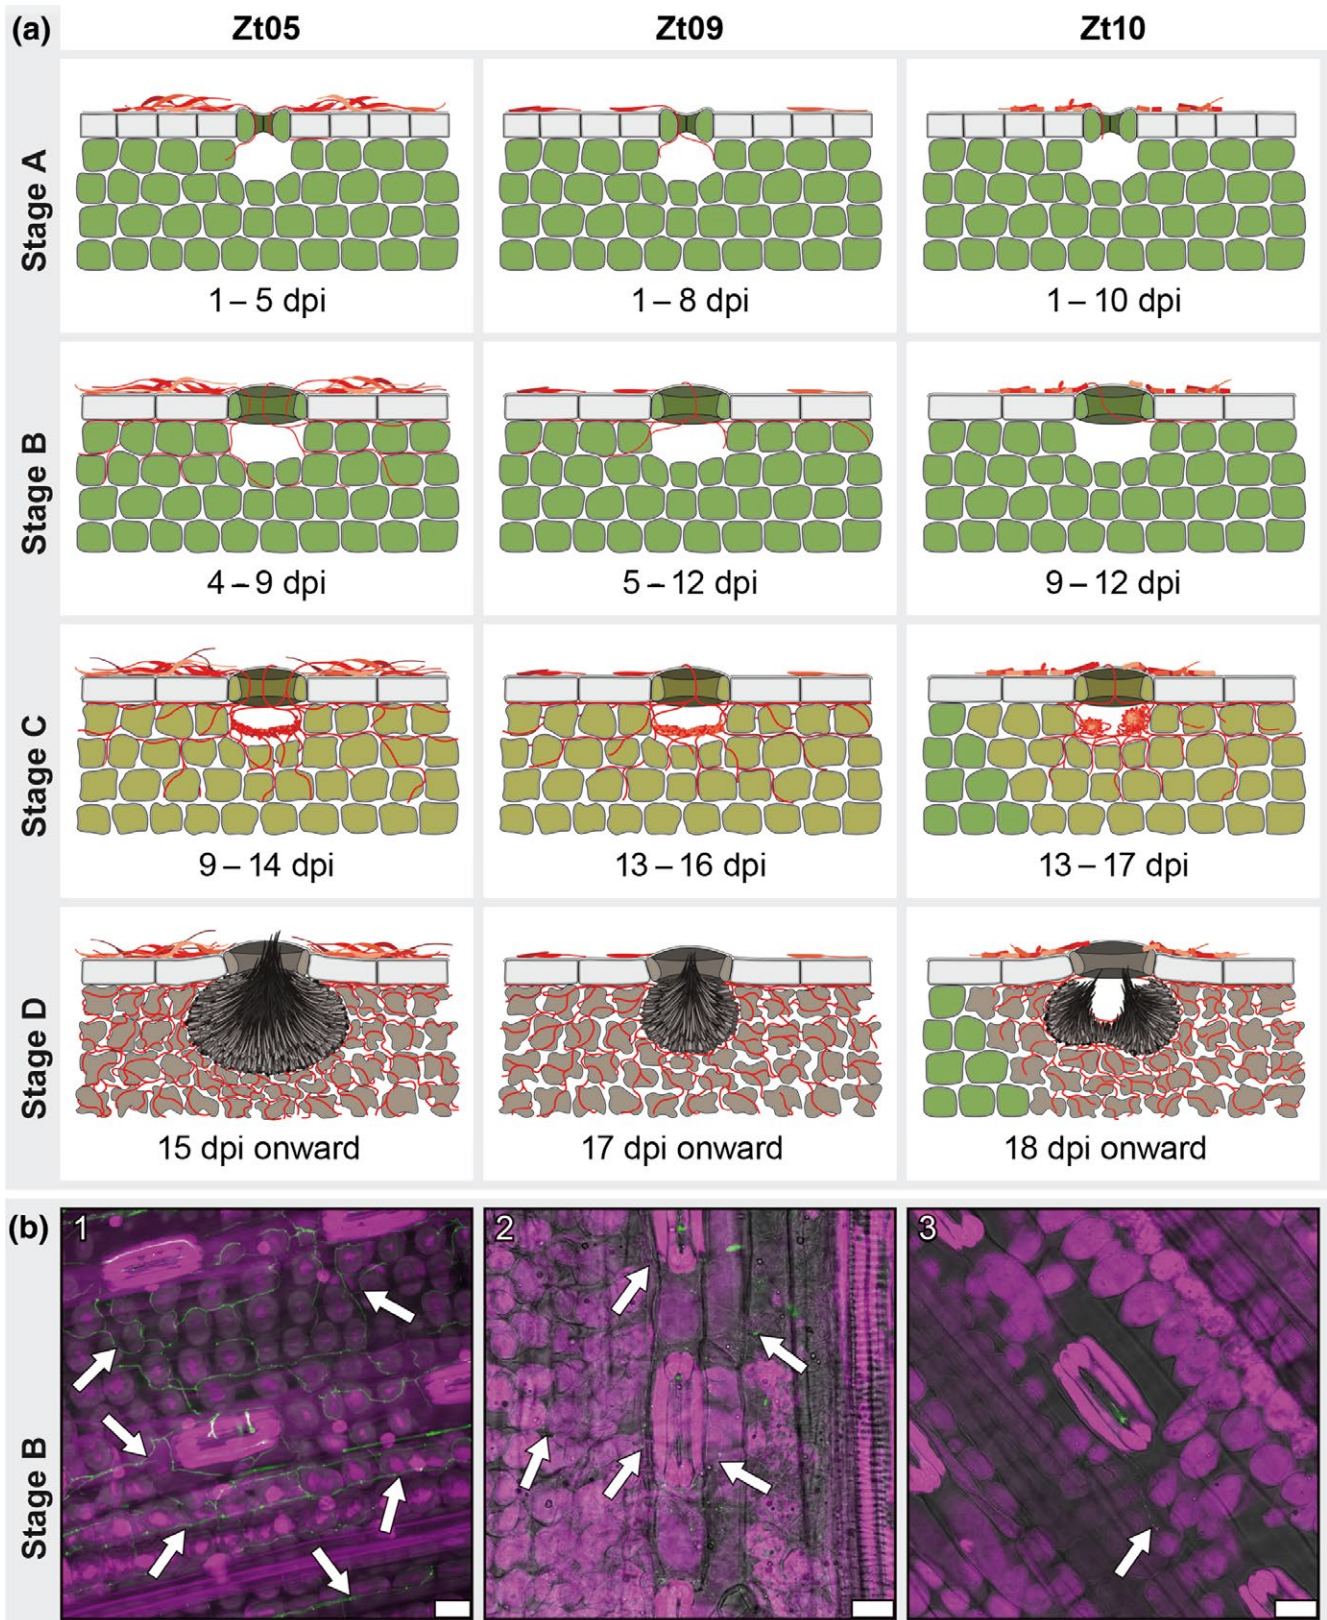 (a) Zt05 Zt09 Zt10
Stage A
1 – 5 dpi 1 – 8 dpi 1 – 10 dpi
Stage B
4 – 9 dpi 5 – 12 dpi 9 – 12 dpi
Stage C
9 – 14 dpi 13 – 16 dpi 13 – 17 dpi
Stage D
15 dpi onward 17 dpi onward 18 dpi onward
(b) 1 2 3
Stage B